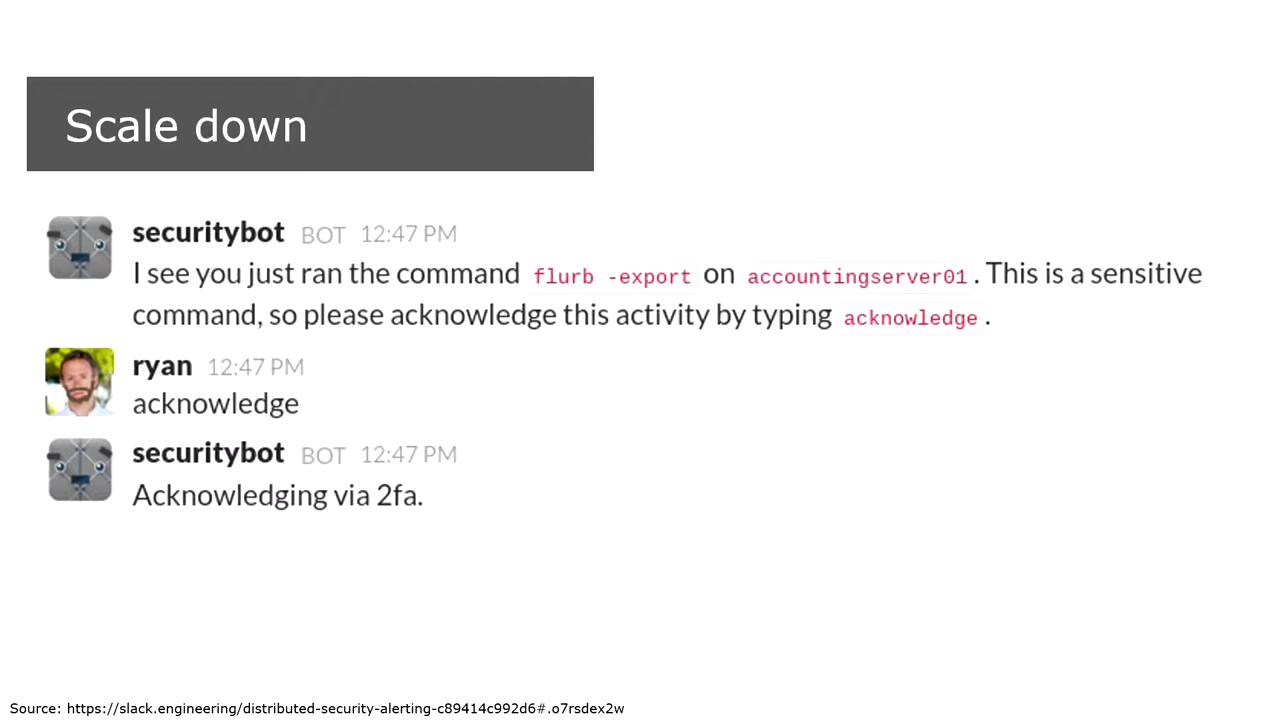 Scale down
securitybot BOT 12:47 PM
I see you just ran the command flurb -export on accountingserver01. This is a sensitive
command, so please acknowledge this activity by typing acknowledge.
ryan 12:47 PM
acknowledge
securitybot BOT 12:47 PM
Acknowledging via 2fa.
Source: https://slack.engineering/distributed-security-alerting-c89414c992d6#.o7rsdex2w